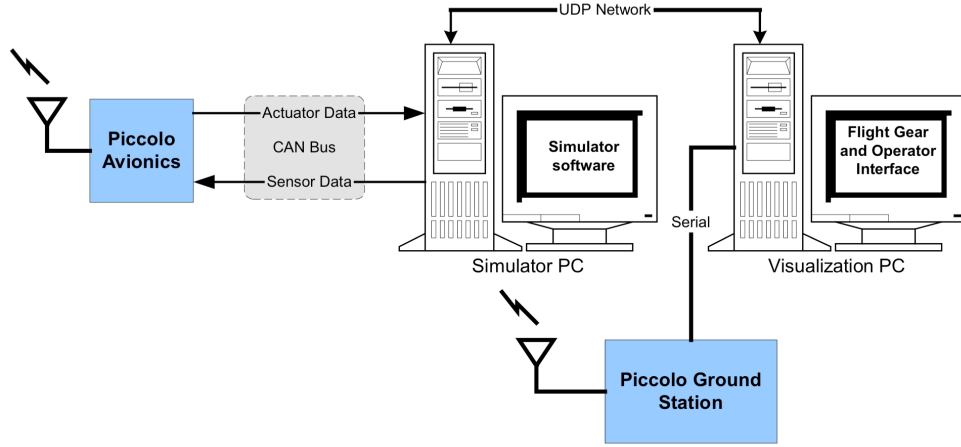 UDP Network
Piccolo
Avionics
Actuator Data
CAN Bus
Sensor Data
Simulator
software
Simulator PC
Flight Gear
and Operator
Interface
Visualization PC
Serial
Piccolo Ground
Station